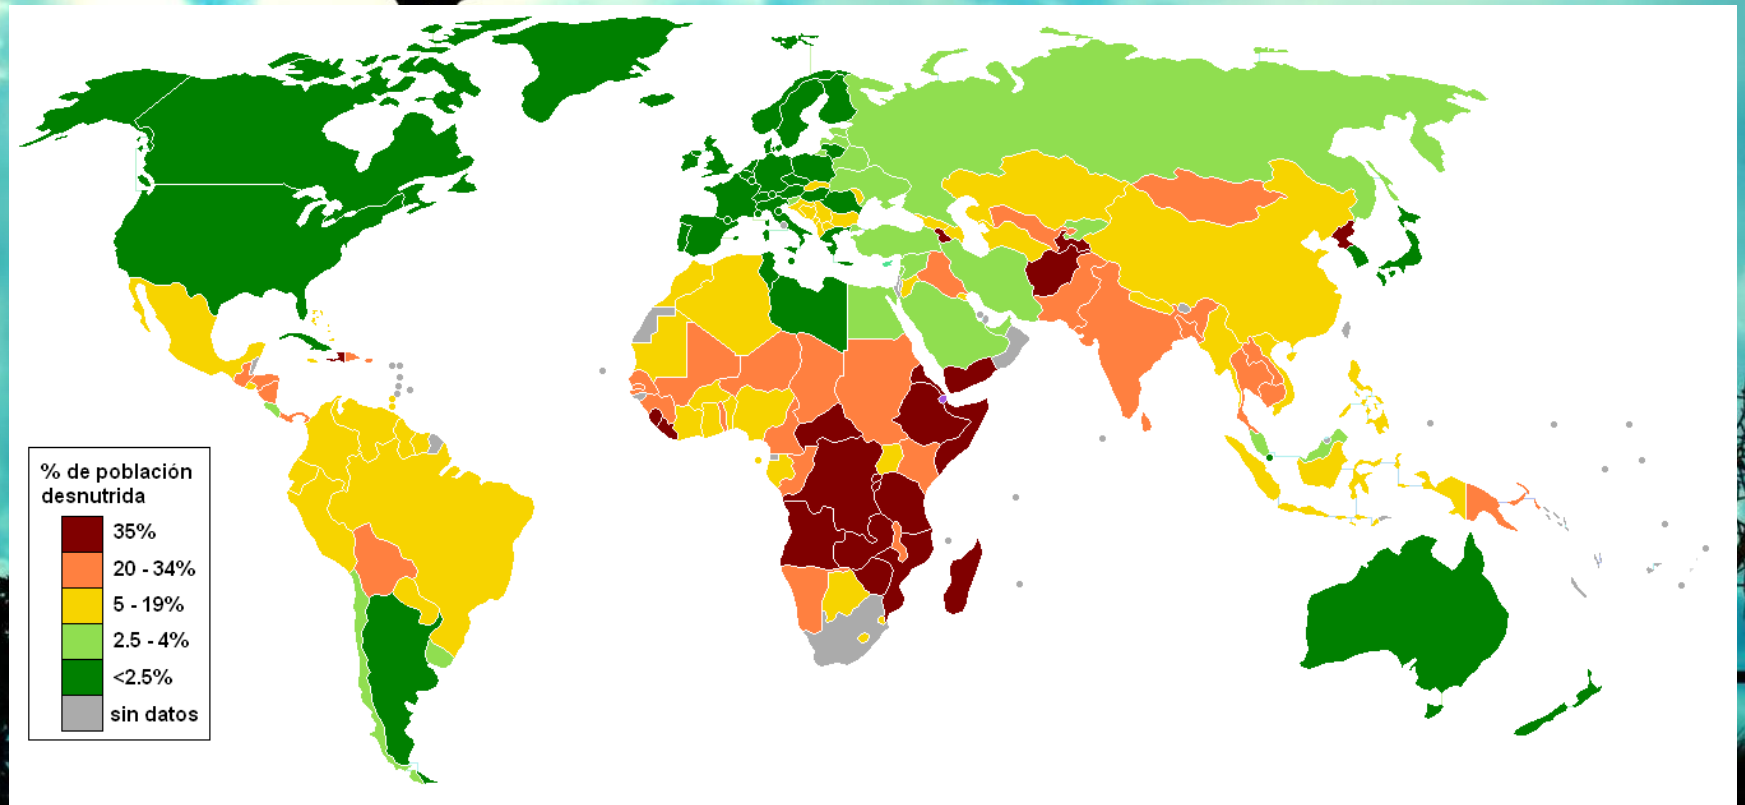 % de población
desnutrida
35%
20 - 34%
5 - 19%
2.5 - 4%
<2.5%
sin datos